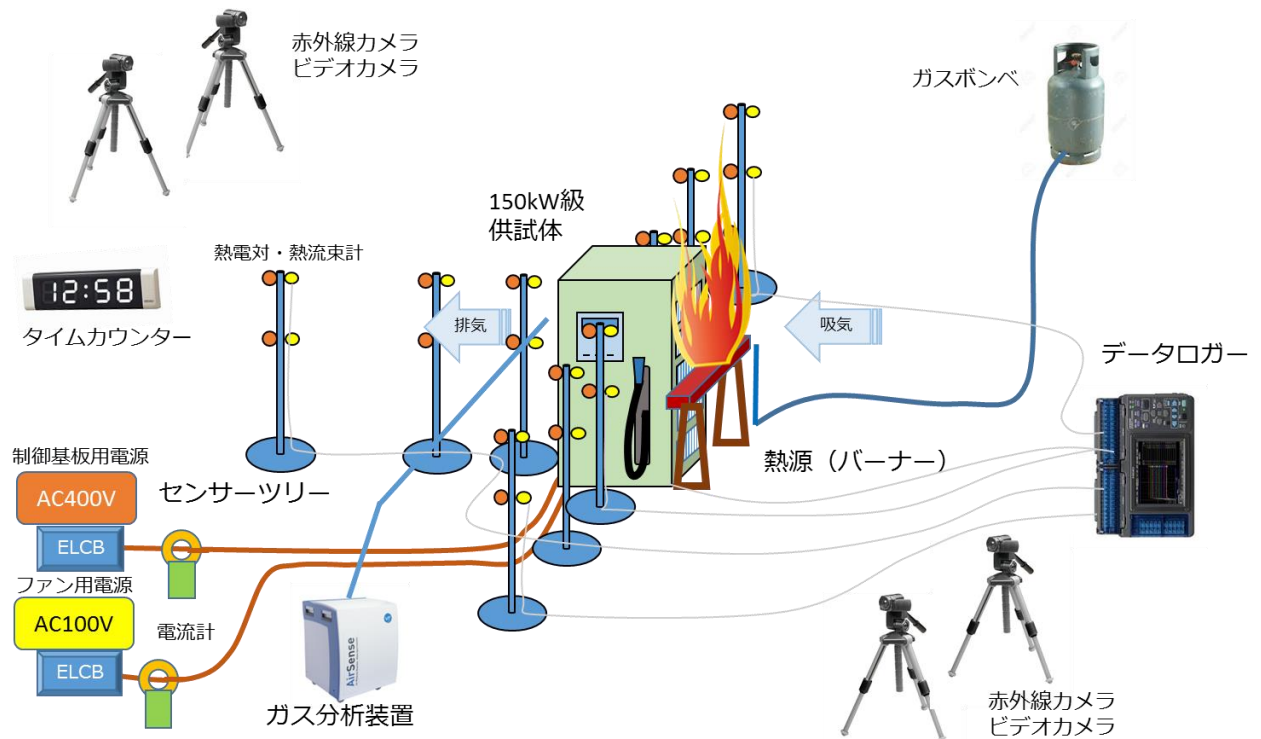 赤外線カメラ
ビデオカメラ
ガスボンベ
150kW級
供試体
熱電対・熱流束計
12:58
タイムカウンター
排気
吸気
データロガー
制御基板用電源
AC400V
センサーツリー
熱源（バーナー）
ELCB
ファン用電源
AC100V
電流計
ELCB
AirSense
ガス分析装置
赤外線カメラ
ビデオカメラ